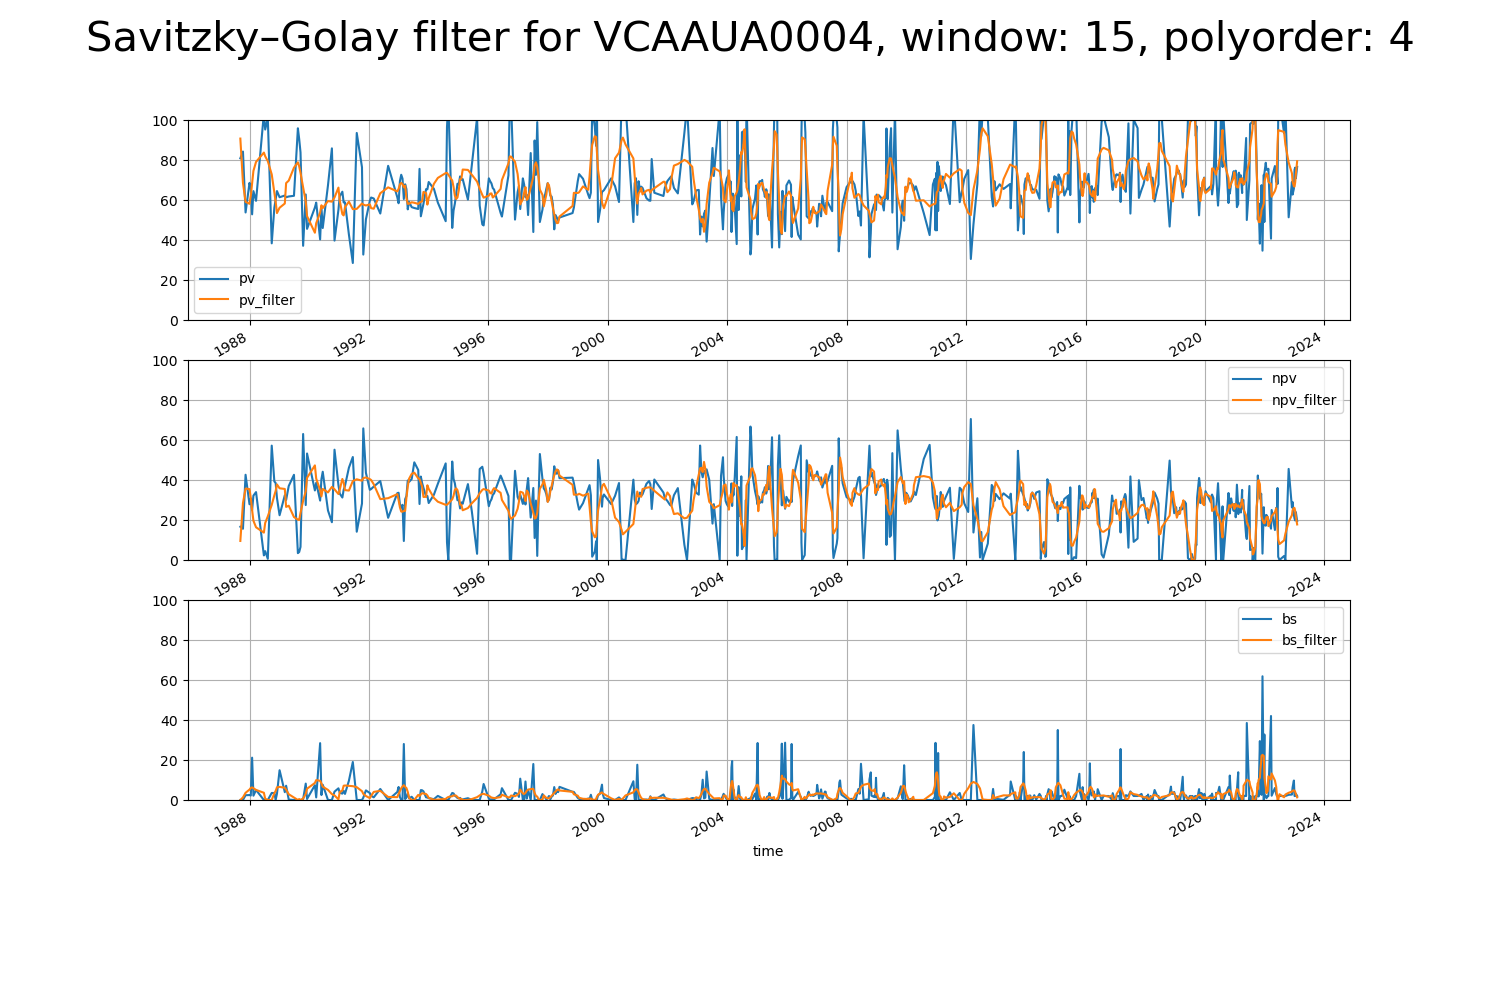 Savitzky–Golay filter for VCAAUA0004, window: 15, polyorder: 4
100
80
60
40
20
0
pv
pv_filter
1988 1992 1996 2000 2004 2008 2012 2016 2020 2024
100
80
60
40
20
0
npv
npv_filter
1988 1992 1996 2000 2004 2008 2012 2016 2020 2024
100
80
60
40
20
0
bs
bs_filter
1988 1992 1996 2000 2004 2008 2012 2016 2020 2024
time